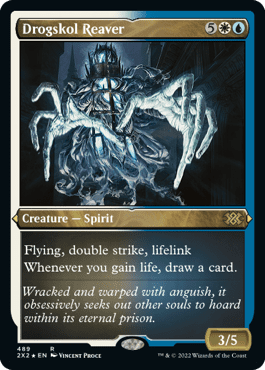 Drogskol Reaver 5
Creature — Spirit
Flying, double strike, lifelink
Whenever you gain life, draw a card.
Wracked and warped with anguish, it
obsessively seeks out other souls to hoard
within its eternal prison.
3/5
489 R
2X2 ★ EN Vincent Proce
™ & © 2022 Wizards of the Coast